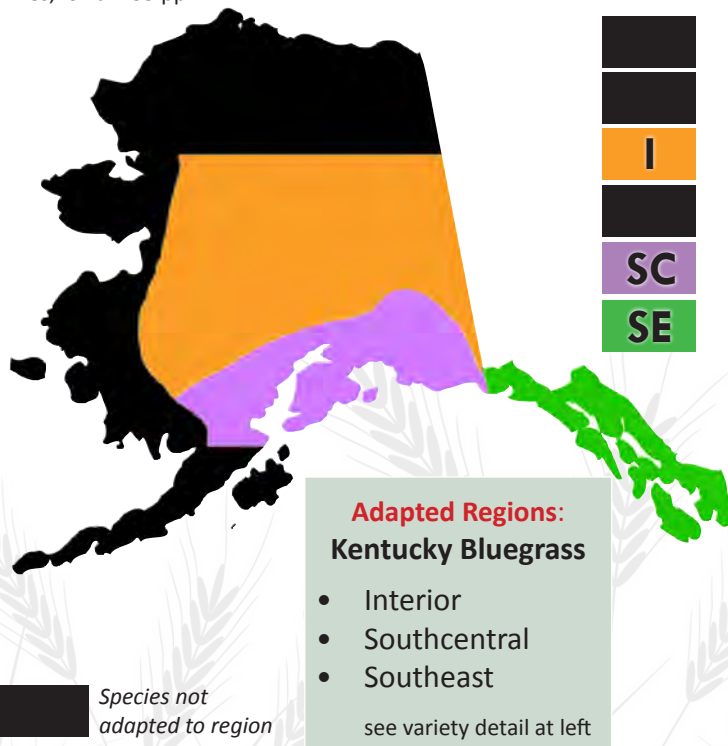 I
SC
SE
Adapted Regions:
Kentucky Bluegrass
• Interior
• Southcentral
• Southeast
see variety detail at left
Species not
adapted to region